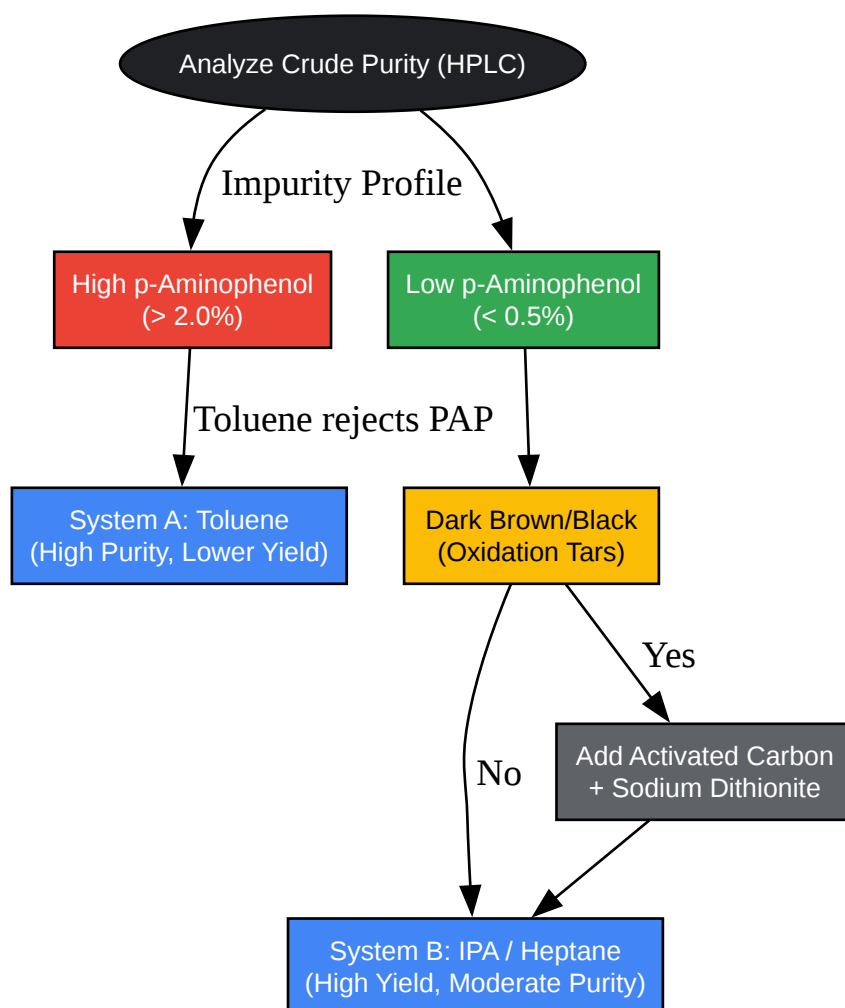 Analyze Crude Purity (HPLC)
Impurity Profile
High p-Aminophenol
(> 2.0%)
Low p-Aminophenol
(< 0.5%)
Toluene rejects PAP
System A: Toluene
(High Purity, Lower Yield)
Dark Brown/Black
(Oxidation Tars)
Yes
No
Add Activated Carbon
+ Sodium Dithionite
System B: IPA / Heptane
(High Yield, Moderate Purity)